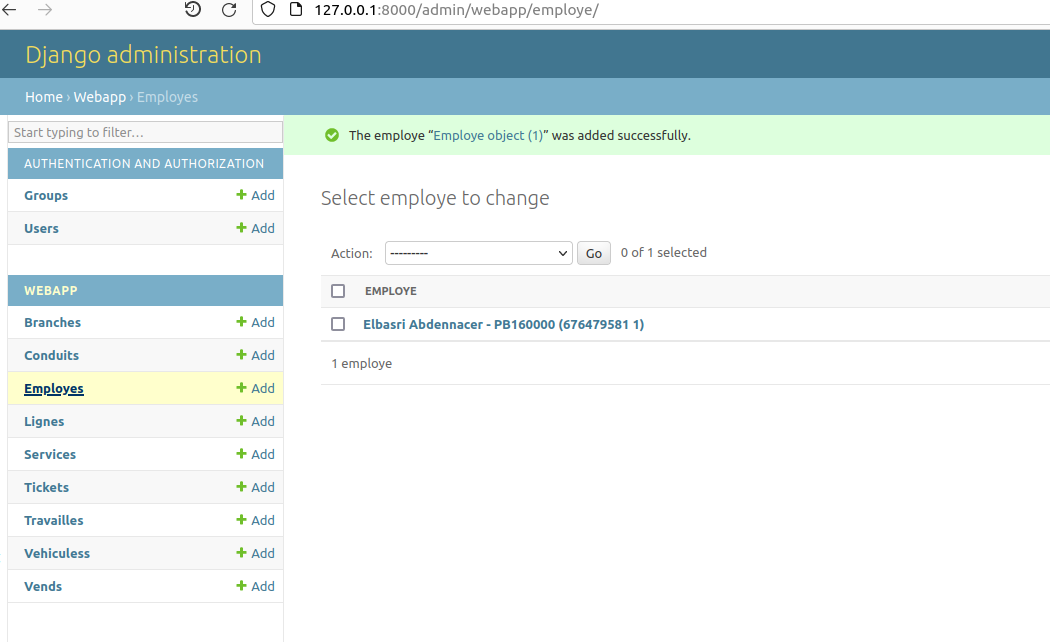 127.0.0.1:8000/admin/webapp/employe/
Django administration
Home › Webapp › Employes
Start typing to filter…
AUTHENTICATION AND AUTHORIZATION
Groups + Add
Users + Add
WEBAPP
Branches + Add
Conduits + Add
Employes + Add
Lignes + Add
Services + Add
Tickets + Add
Travailles + Add
Vehiculess + Add
Vends + Add
The employe “Employe object (1)” was added successfully.
Select employe to change
Action: --------- Go 0 of 1 selected
EMPLOYE
Elbasri Abdennacer - PB160000 (676479581 1)
1 employe